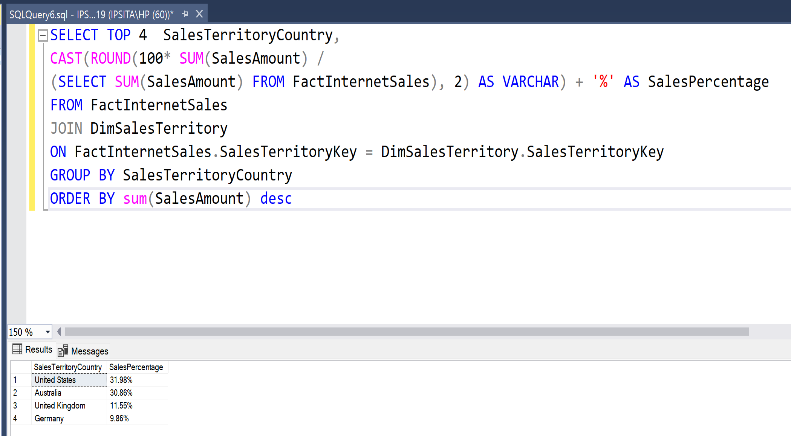 SQLQuery6.sql - IPS...19 (IPSITA\HP (60))*
SELECT TOP 4 SalesTerritoryCountry,
CAST(ROUND(100* SUM(SalesAmount) /
(SELECT SUM(SalesAmount) FROM FactInternetSales), 2) AS VARCHAR) + '%' AS SalesPercentage
FROM FactInternetSales
JOIN DimSalesTerritory
ON FactInternetSales.SalesTerritoryKey = DimSalesTerritory.SalesTerritoryKey
GROUP BY SalesTerritoryCountry
ORDER BY sum(SalesAmount) desc
150 %
Results Messages
SalesTerritoryCountry SalesPercentage
1 United States 31.98%
2 Australia 30.86%
3 United Kingdom 11.55%
4 Germany 9.86%